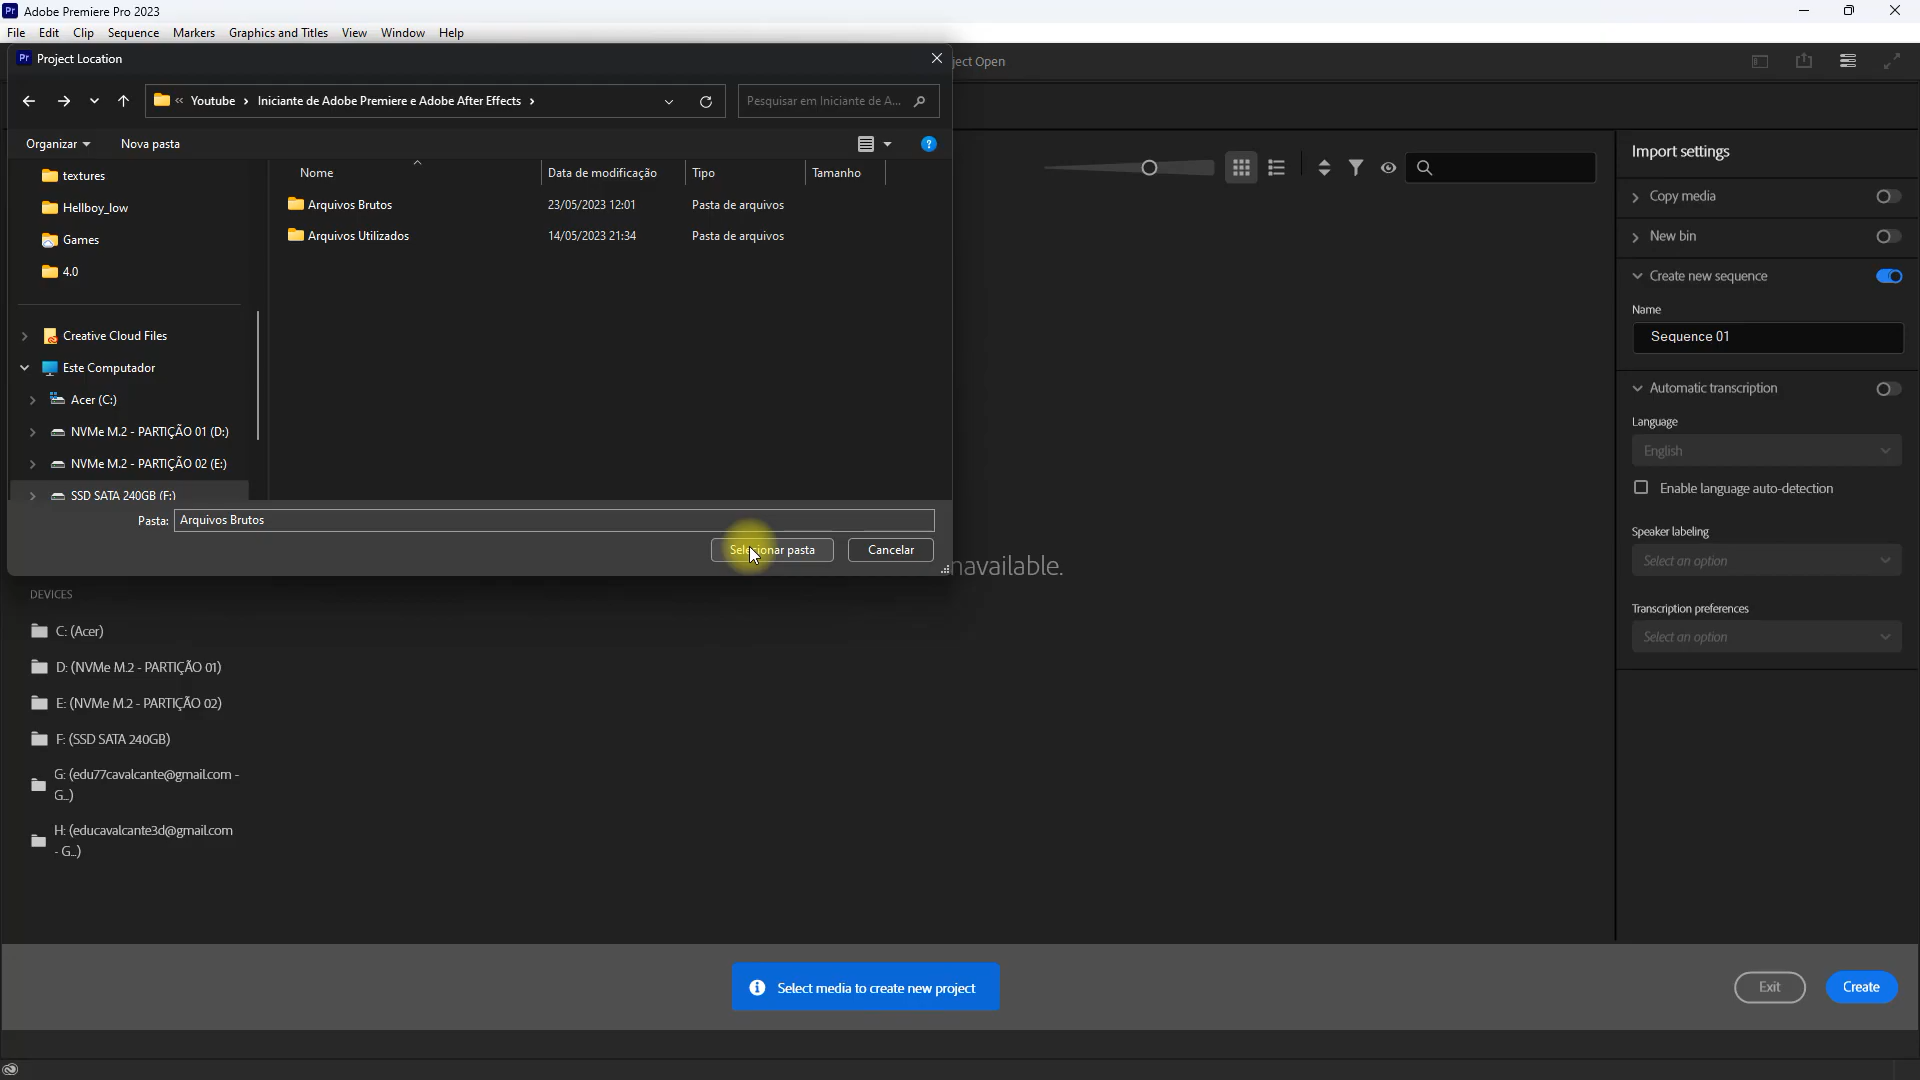 Adobe Premiere Pro 2023
File Edit Clip Sequence Markers Graphics and Titles View Window Help
Project Location
ject Open
Youtube › Iniciante de Adobe Premiere e Adobe After Effects ›
Pesquisar em Iniciante de A...
Organizar
Nova pasta
textures
Hellboy_low
Games
4.0
Creative Cloud Files
Este Computador
Acer (C:)
NVMe M.2 - PARTIÇÃO 01 (D:)
NVMe M.2 - PARTIÇÃO 02 (E:)
SSD SATA 240GB (F:)
Nome Data de modificação Tipo Tamanho
Arquivos Brutos 23/05/2023 12:01 Pasta de arquivos
Arquivos Utilizados 14/05/2023 21:34 Pasta de arquivos
Pasta: Arquivos Brutos
Selecionar pasta Cancelar
navailable.
DEVICES
C: (Acer)
D: (NVMe M.2 - PARTIÇÃO 01)
E: (NVMe M.2 - PARTIÇÃO 02)
F: (SSD SATA 240GB)
G: (edu77cavalcante@gmail.com -
G...)
H: (educavalcante3d@gmail.com
- G...)
Import settings
Copy media
New bin
Create new sequence
Name
Sequence 01
Automatic transcription
Language
English
Enable language auto-detection
Speaker labeling
Select an option
Transcription preferences
Select an option
Select media to create new project
Exit
Create